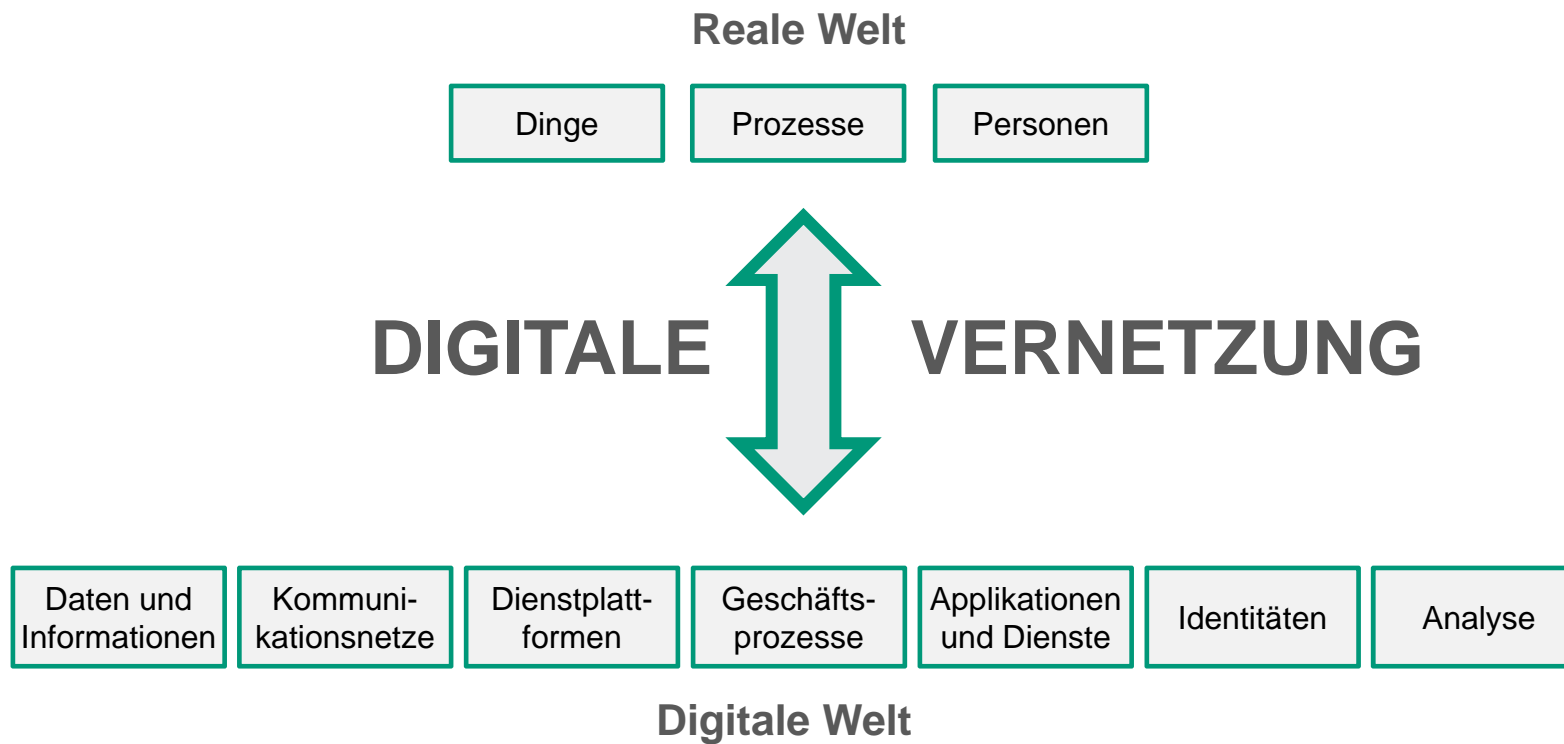 Reale Welt
Dinge
Prozesse
Personen
DIGITALE VERNETZUNG
Daten und
Informationen
Kommuni-
kationsnetze
Dienstplatt-
formen
Geschäfts-
prozesse
Applikationen
und Dienste
Identitäten
Analyse
Digitale Welt